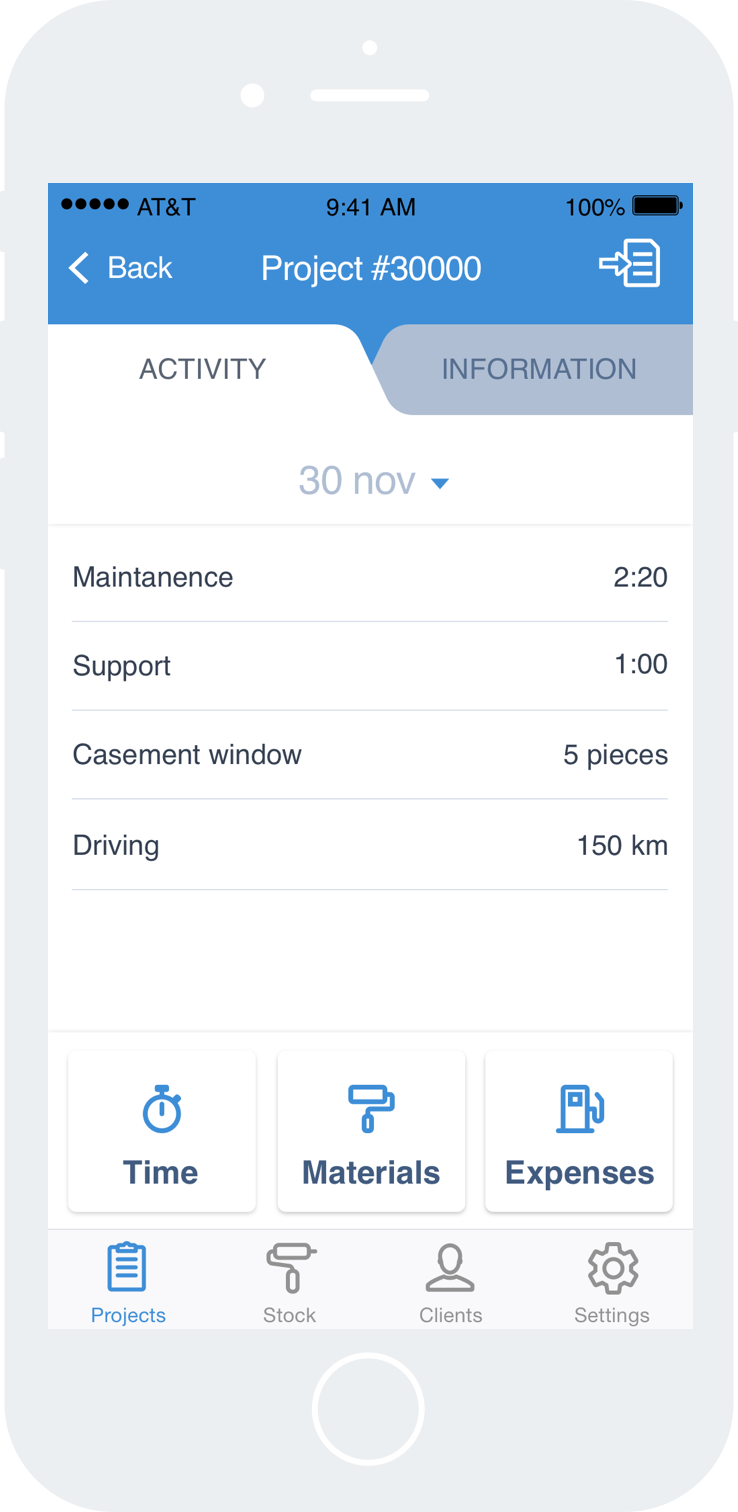 AT&T 9:41 AM 100%
Back Project #30000
ACTIVITY INFORMATION
30 nov
Maintanence 2:20
Support 1:00
Casement window 5 pieces
Driving 150 km
Time Materials Expenses
Projects Stock Clients Settings